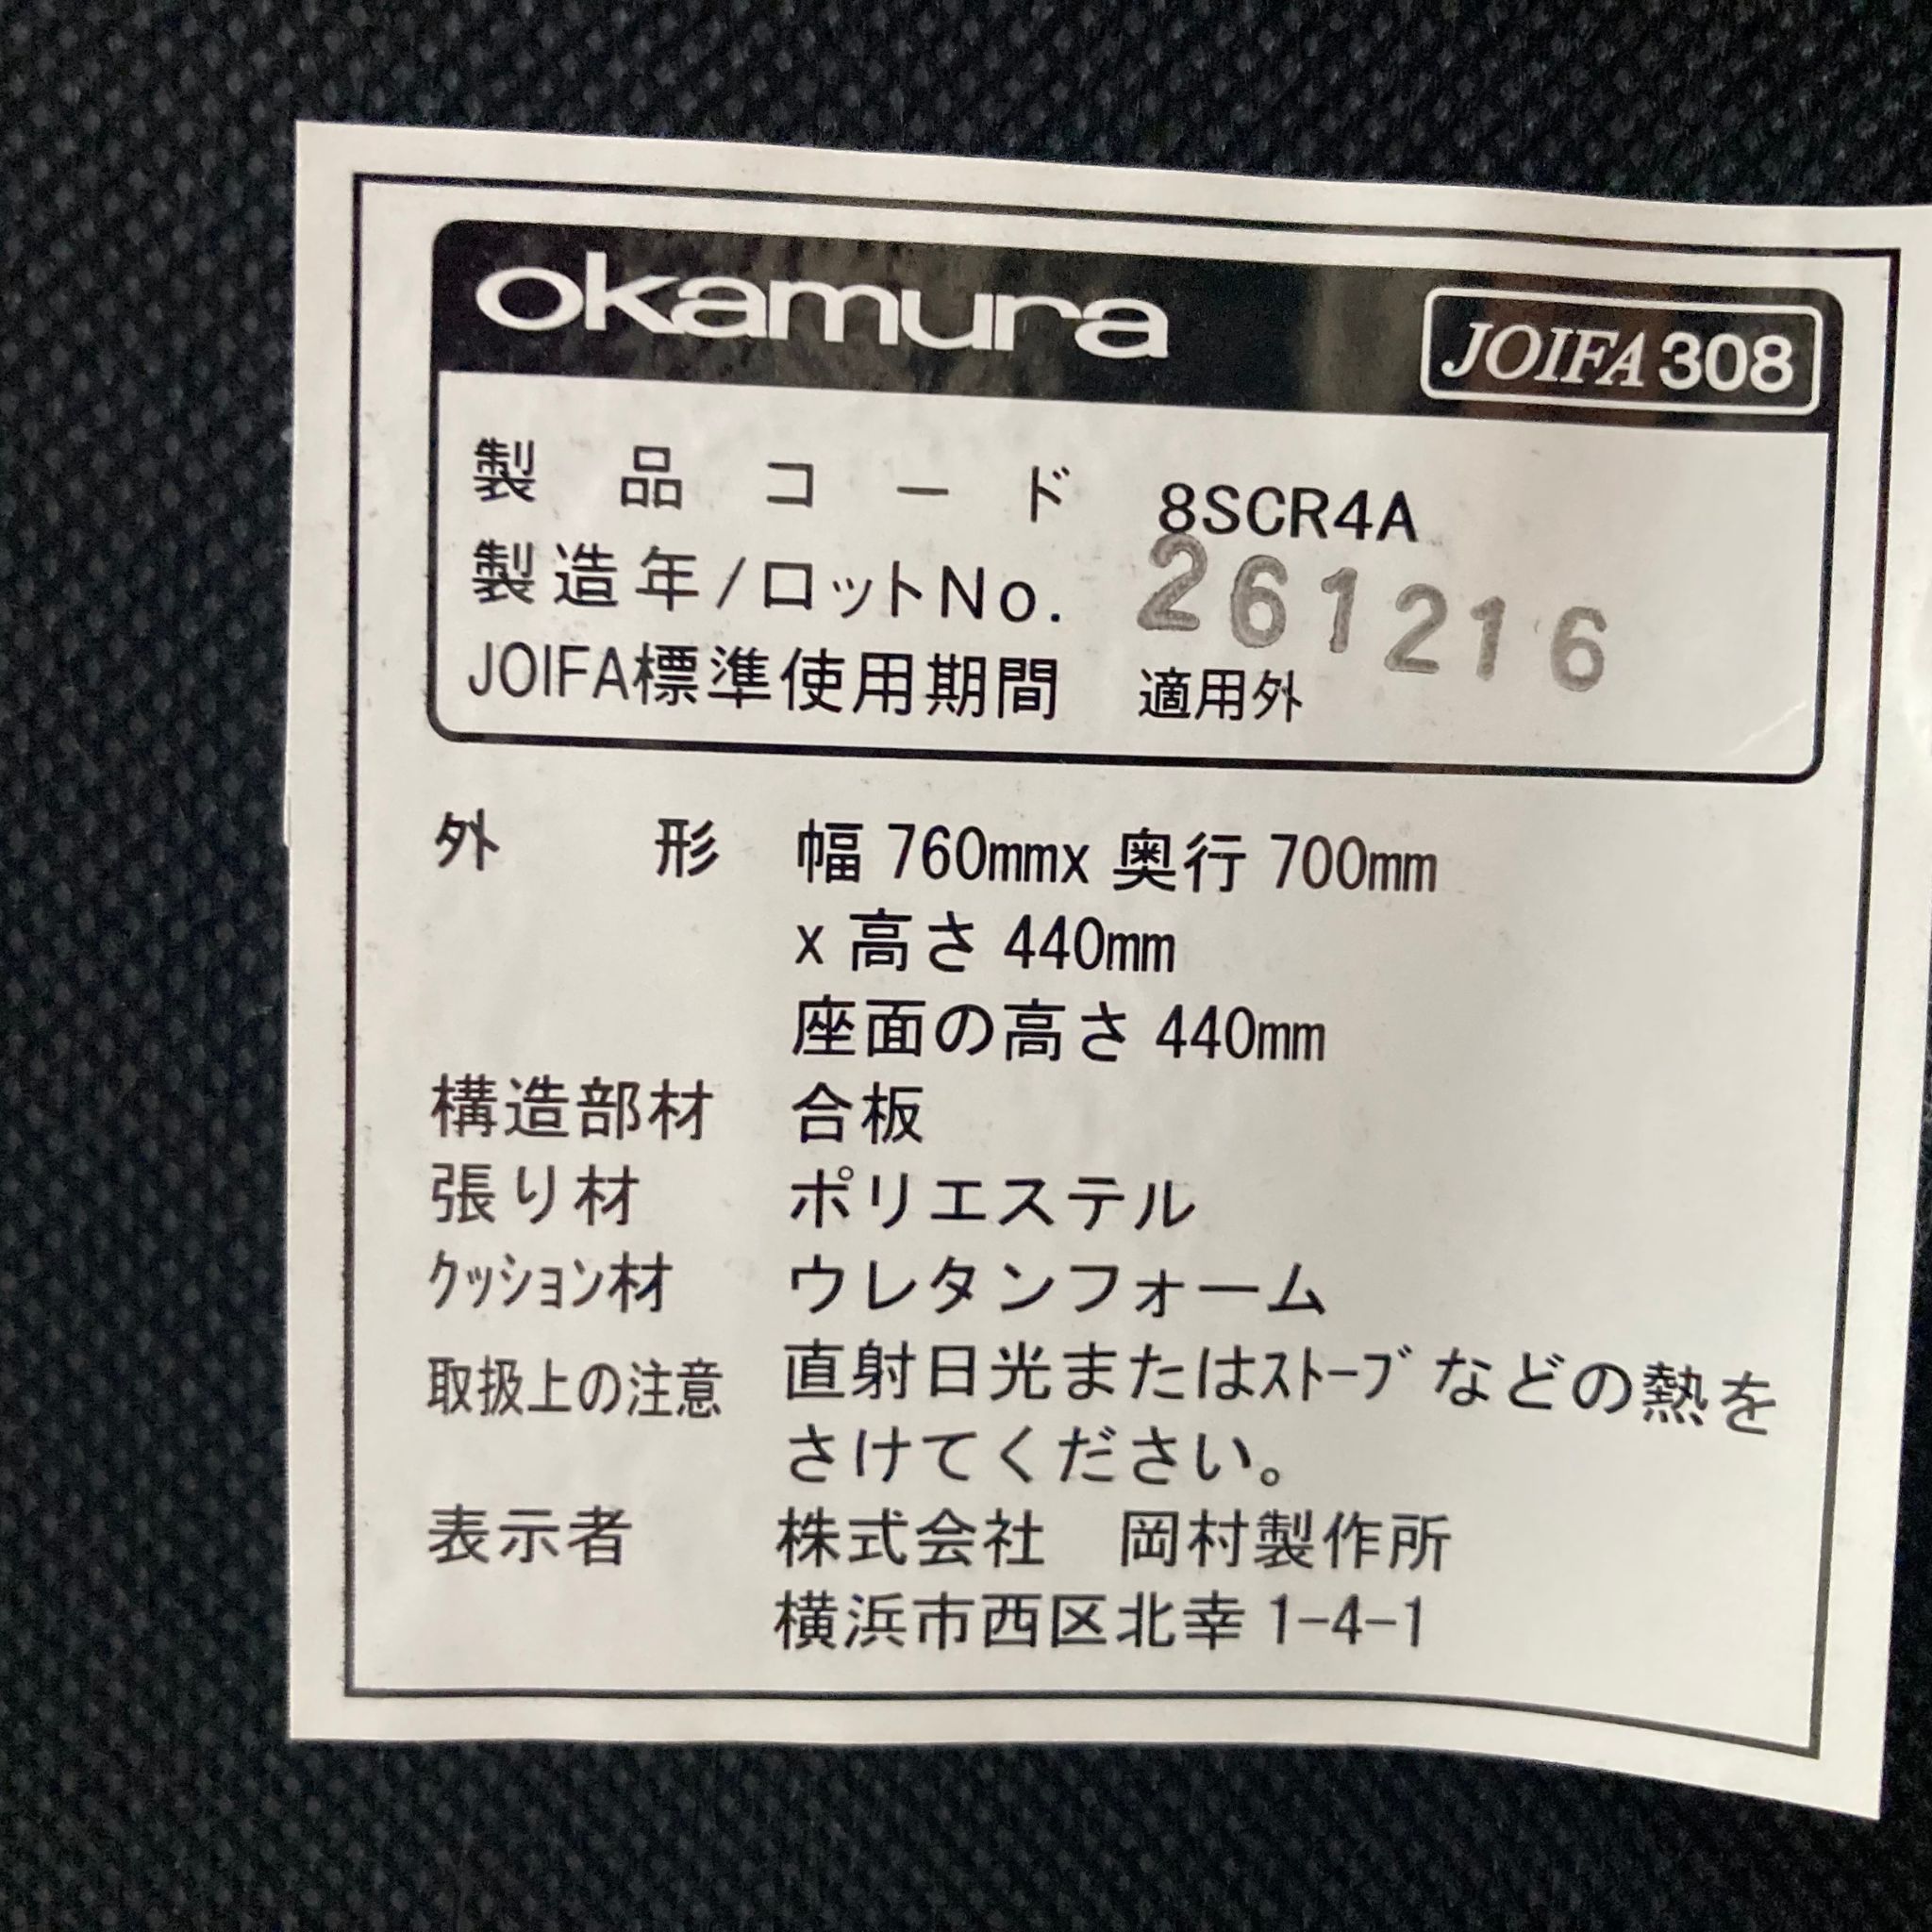 okamura JOIFA308
製品コード 8SCR4A
製造年/ロットNo. 261216
JOIFA標準使用期間 適用外
外形 幅 760mmx 奥行 700mm
x 高さ 440mm
座面の高さ 440mm
構造部材 合板
張り材 ポリエステル
ｸｯｼｮﾝ材 ウレタンフォーム
取扱上の注意 直射日光またはｽﾄｰﾌﾞなどの熱を
さけてください。
表示者 株式会社 岡村製作所
横浜市西区北幸1-4-1